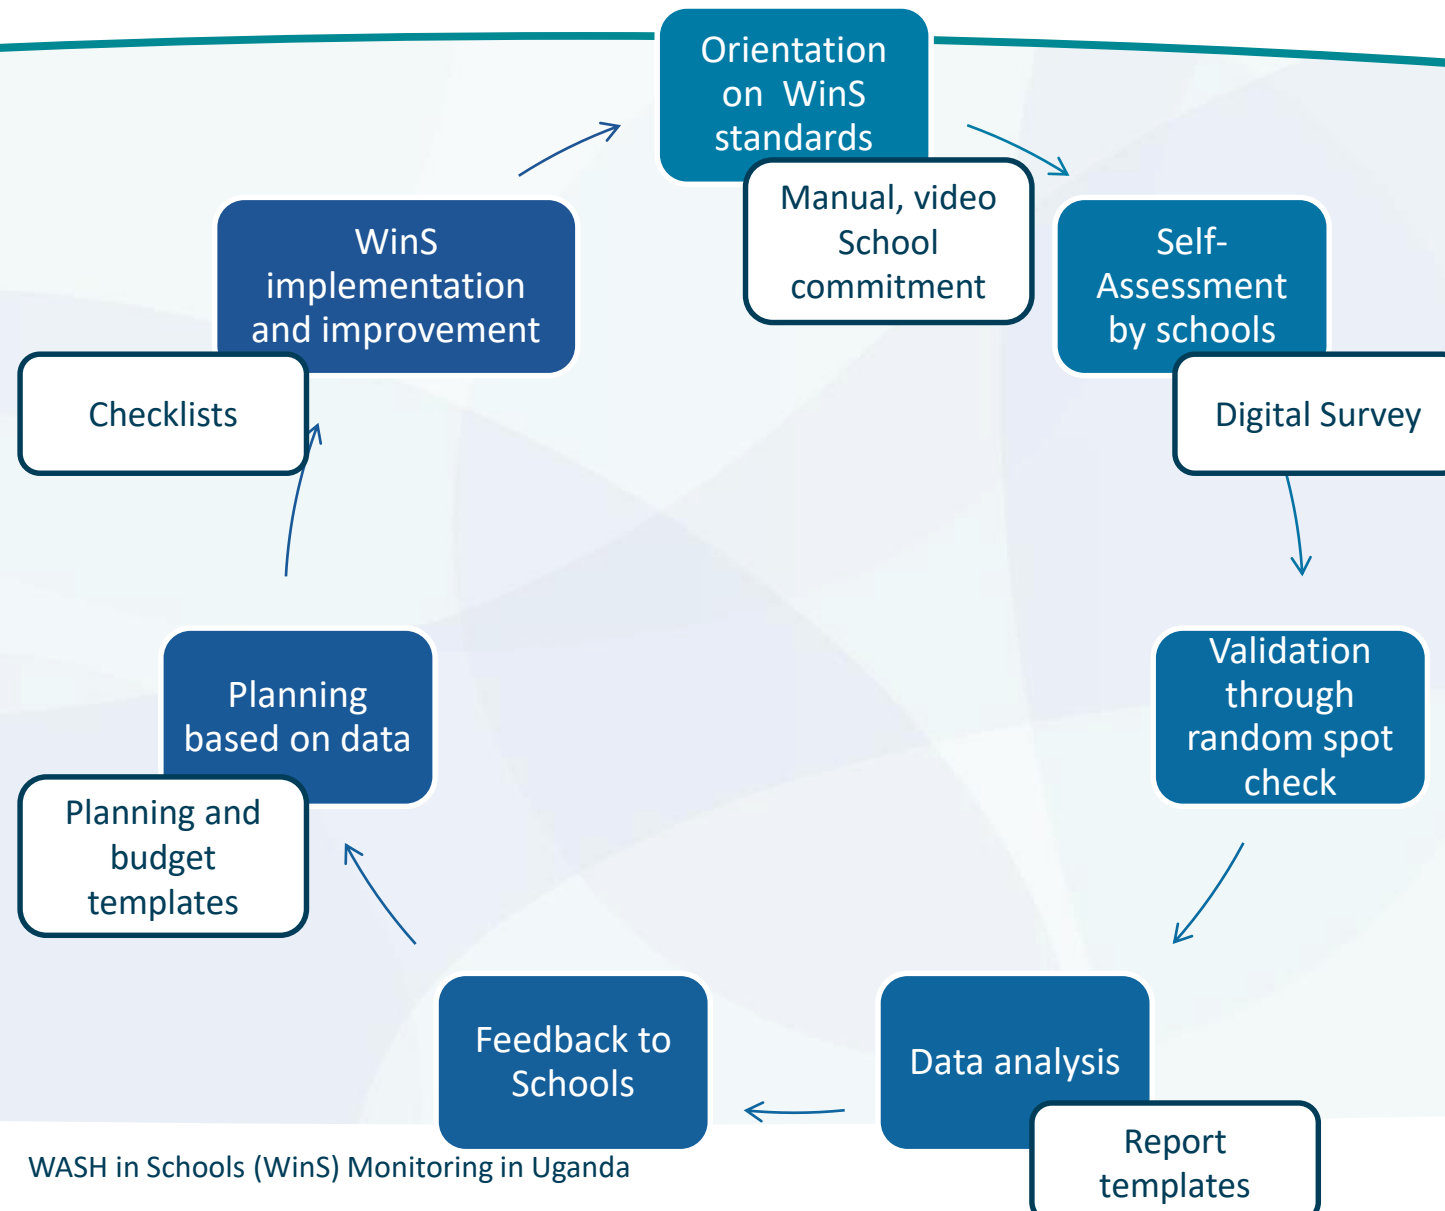 Orientation
on WinS
standards
Manual, video
School
commitment
Self-
Assessment
by schools
Digital Survey
Validation
through
random spot
check
Data analysis
Report
templates
Feedback to
Schools
Planning
based on data
Planning and
budget
templates
WinS
implementation
and improvement
Checklists
WASH in Schools (WinS) Monitoring in Uganda